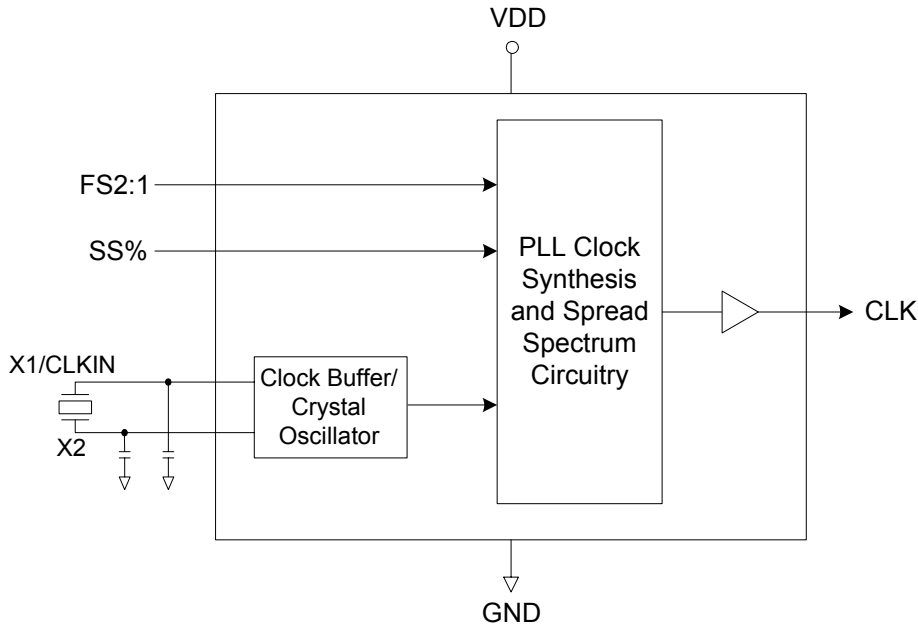 VDD
FS2:1
SS%
PLL Clock
Synthesis
and Spread
Spectrum
Circuitry
CLK
X1/CLKIN
X2
Clock Buffer/
Crystal
Oscillator
GND